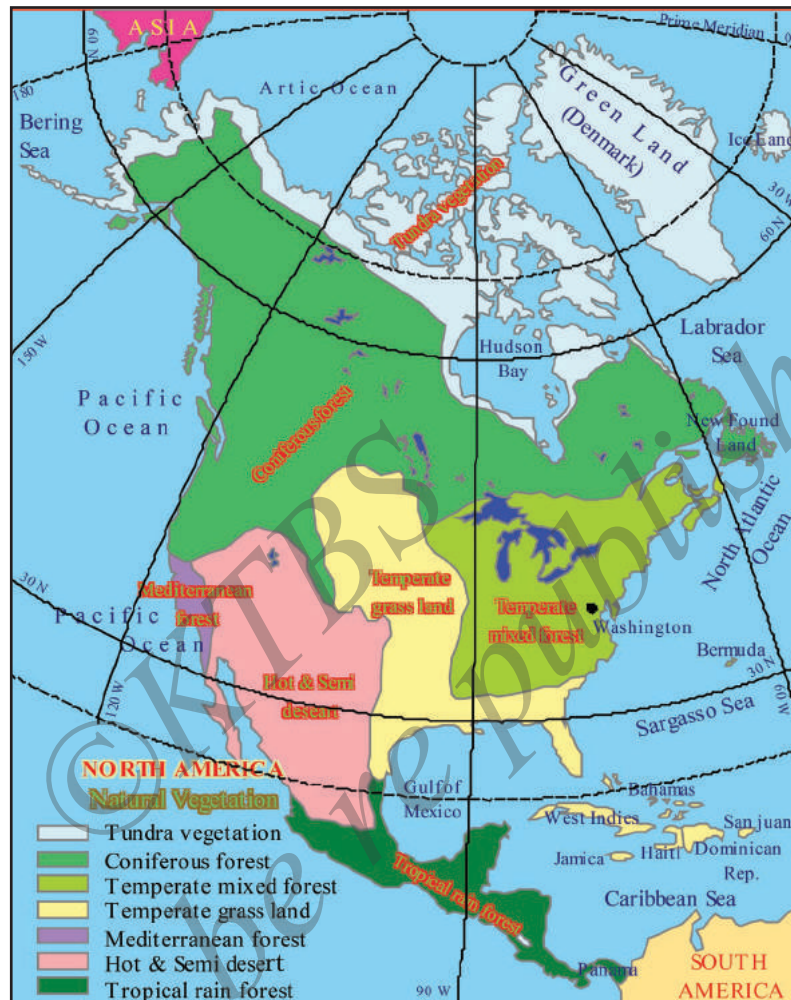 ASIA
60 N
Prime Meridian
0
180
Artic Ocean
Green Land
(Denmark)
Ice Land
Bering
Sea
Tundra vegetation
30 W
60 N
150 W
Hudson
Bay
Labrador
Sea
Pacific
Ocean
Coniferous forest
New Found
Land
North Atlantic
Ocean
Temperate
grass land
Mediterranean
forest
Temperate
mixed forest
Washington
30 N
Pacific
Ocean
Bermuda
Hot & Semi
desert
30 N
60 W
120 W
Sargasso Sea
NORTH AMERICA
Natural Vegetation
Gulf of
Mexico
Bahamas
West Indies
San juan
Jamica
Haiti
Dominican
Rep.
Tropical rain forest
Caribbean Sea
Tundra vegetation
Coniferous forest
Temperate mixed forest
Temperate grass land
Mediterranean forest
Hot & Semi desert
Tropical rain forest
Panama
SOUTH
AMERICA
90 W
©KTBS
be republish